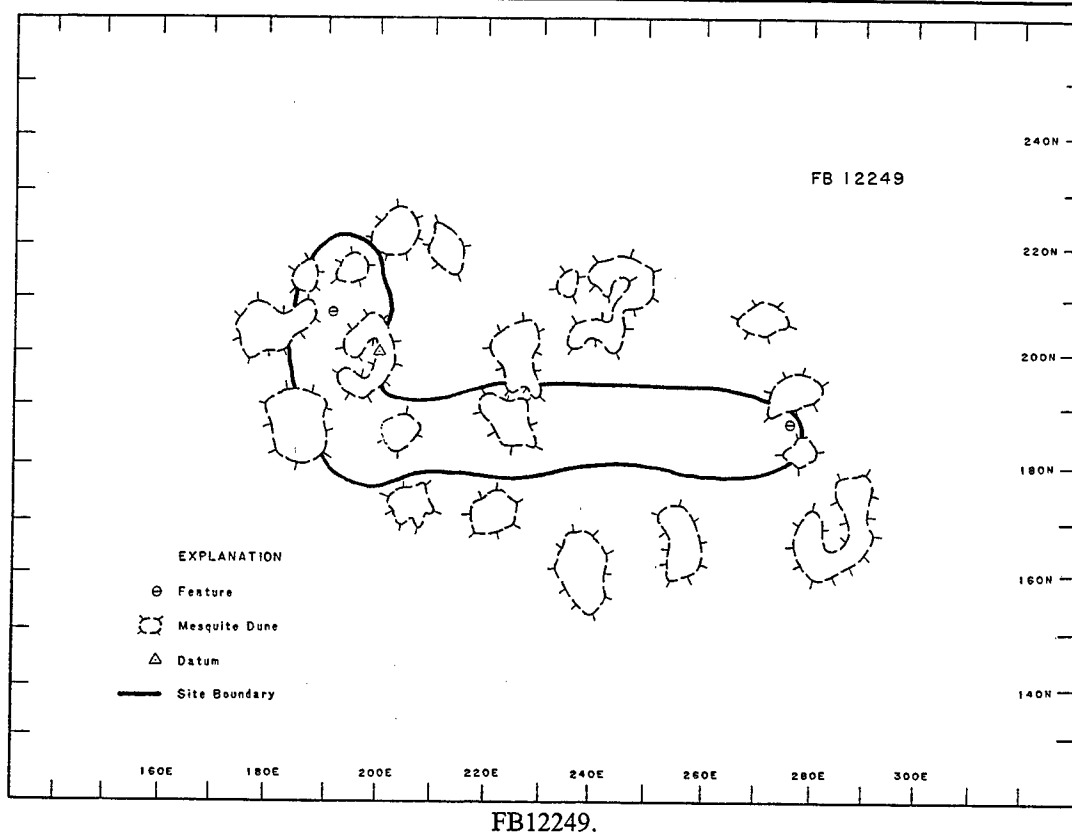 240N
FB 12249
220N
200N
180N
EXPLANATION
Feature
160N
Mesquite Dune
Datum
Site Boundary
140N
160E 180E 200E 220E 240E 260E 280E 300E
FB12249.